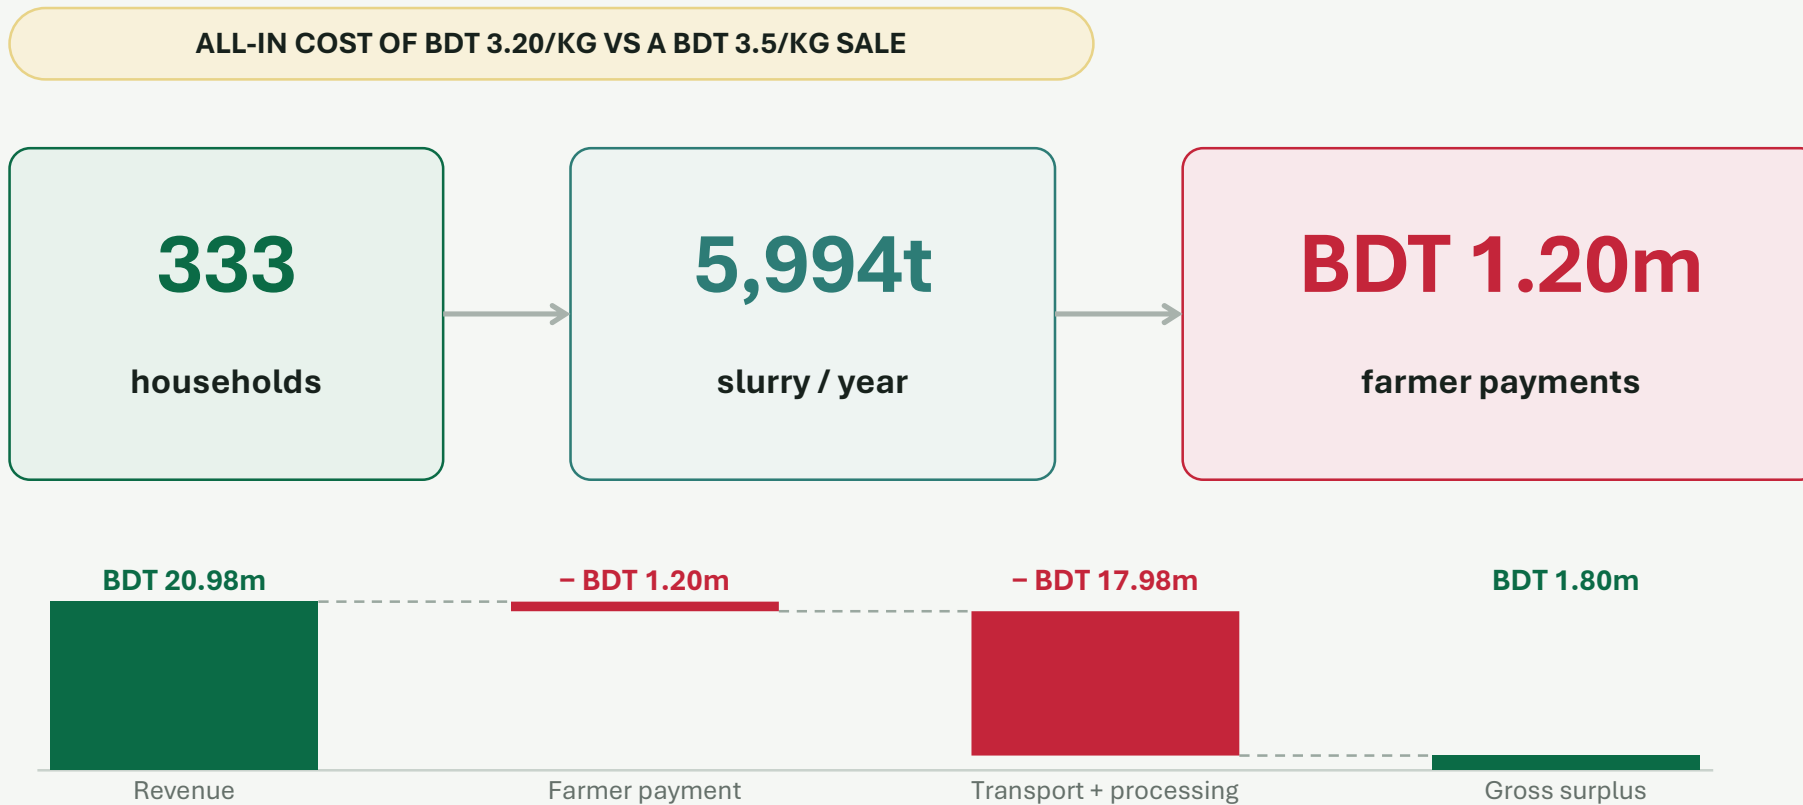 ALL-IN COST OF BDT 3.20/KG VS A BDT 3.5/KG SALE
333
households
5,994t
slurry / year
BDT 1.20m
farmer payments
BDT 20.98m
− BDT 1.20m
− BDT 17.98m
BDT 1.80m
Revenue
Farmer payment
Transport + processing
Gross surplus